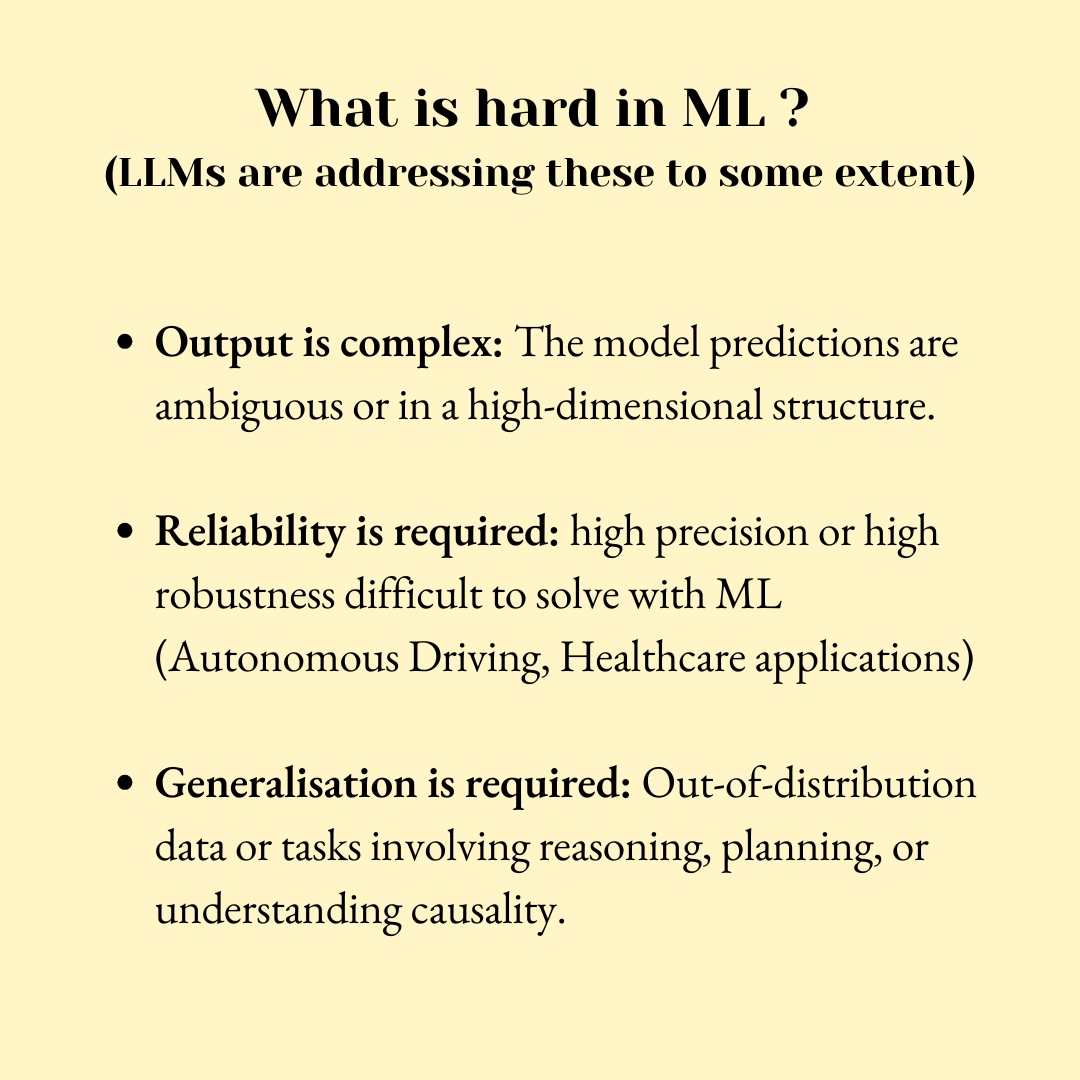 What is hard in ML ?
(LLMs are addressing these to some extent)
• Output is complex: The model predictions are
ambiguous or in a high-dimensional structure.
• Reliability is required: high precision or high
robustness difficult to solve with ML
(Autonomous Driving, Healthcare applications)
• Generalisation is required: Out-of-distribution
data or tasks involving reasoning, planning, or
understanding causality.